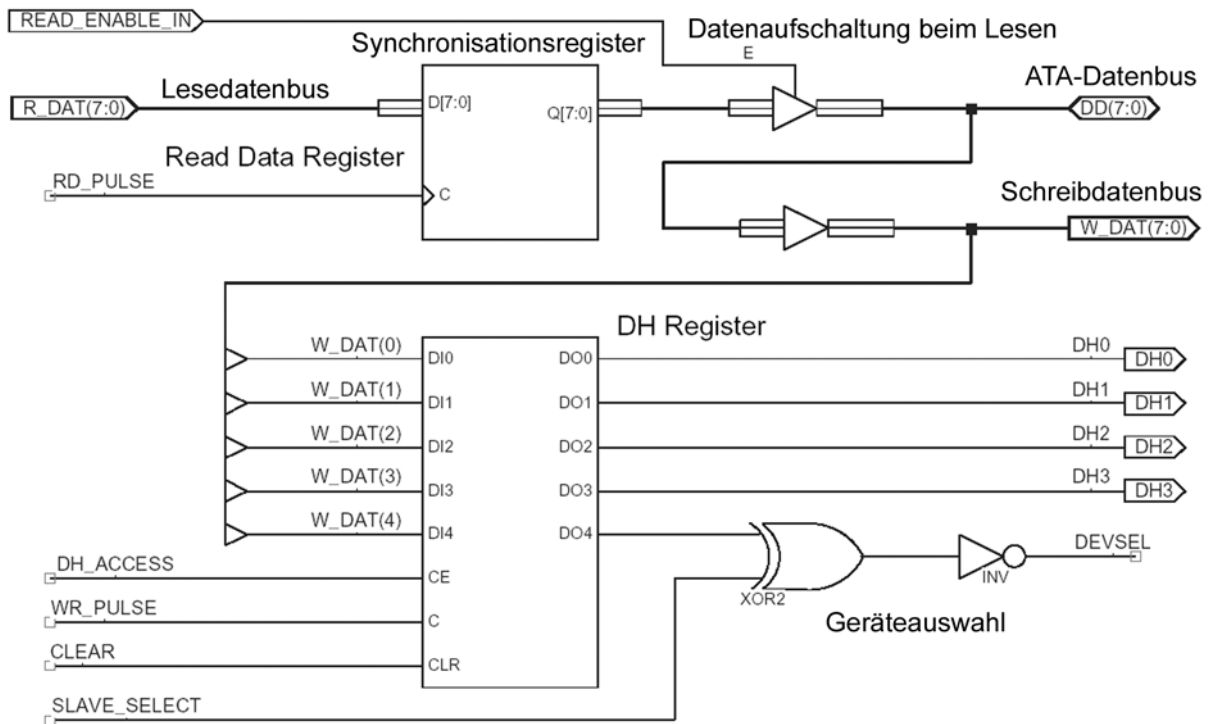 READ_ENABLE_IN
Synchronisationsregister
Datenaufschaltung beim Lesen
E
ATA-Datenbus
Lesedatenbus
R_DAT(7:0)
D[7:0]
Q[7:0]
DD(7:0)
Read Data Register
RD_PULSE
C
Schreibdatenbus
W_DAT(7:0)
DH Register
W_DAT(0)
DI0
DO0
DH0
DH0
W_DAT(1)
DI1
DO1
DH1
DH1
W_DAT(2)
DI2
DO2
DH2
DH2
W_DAT(3)
DI3
DO3
DH3
DH3
W_DAT(4)
DI4
DO4
DEVSEL
DH_ACCESS
CE
XOR2
INV
WR_PULSE
C
Geräteauswahl
CLEAR
CLR
SLAVE_SELECT